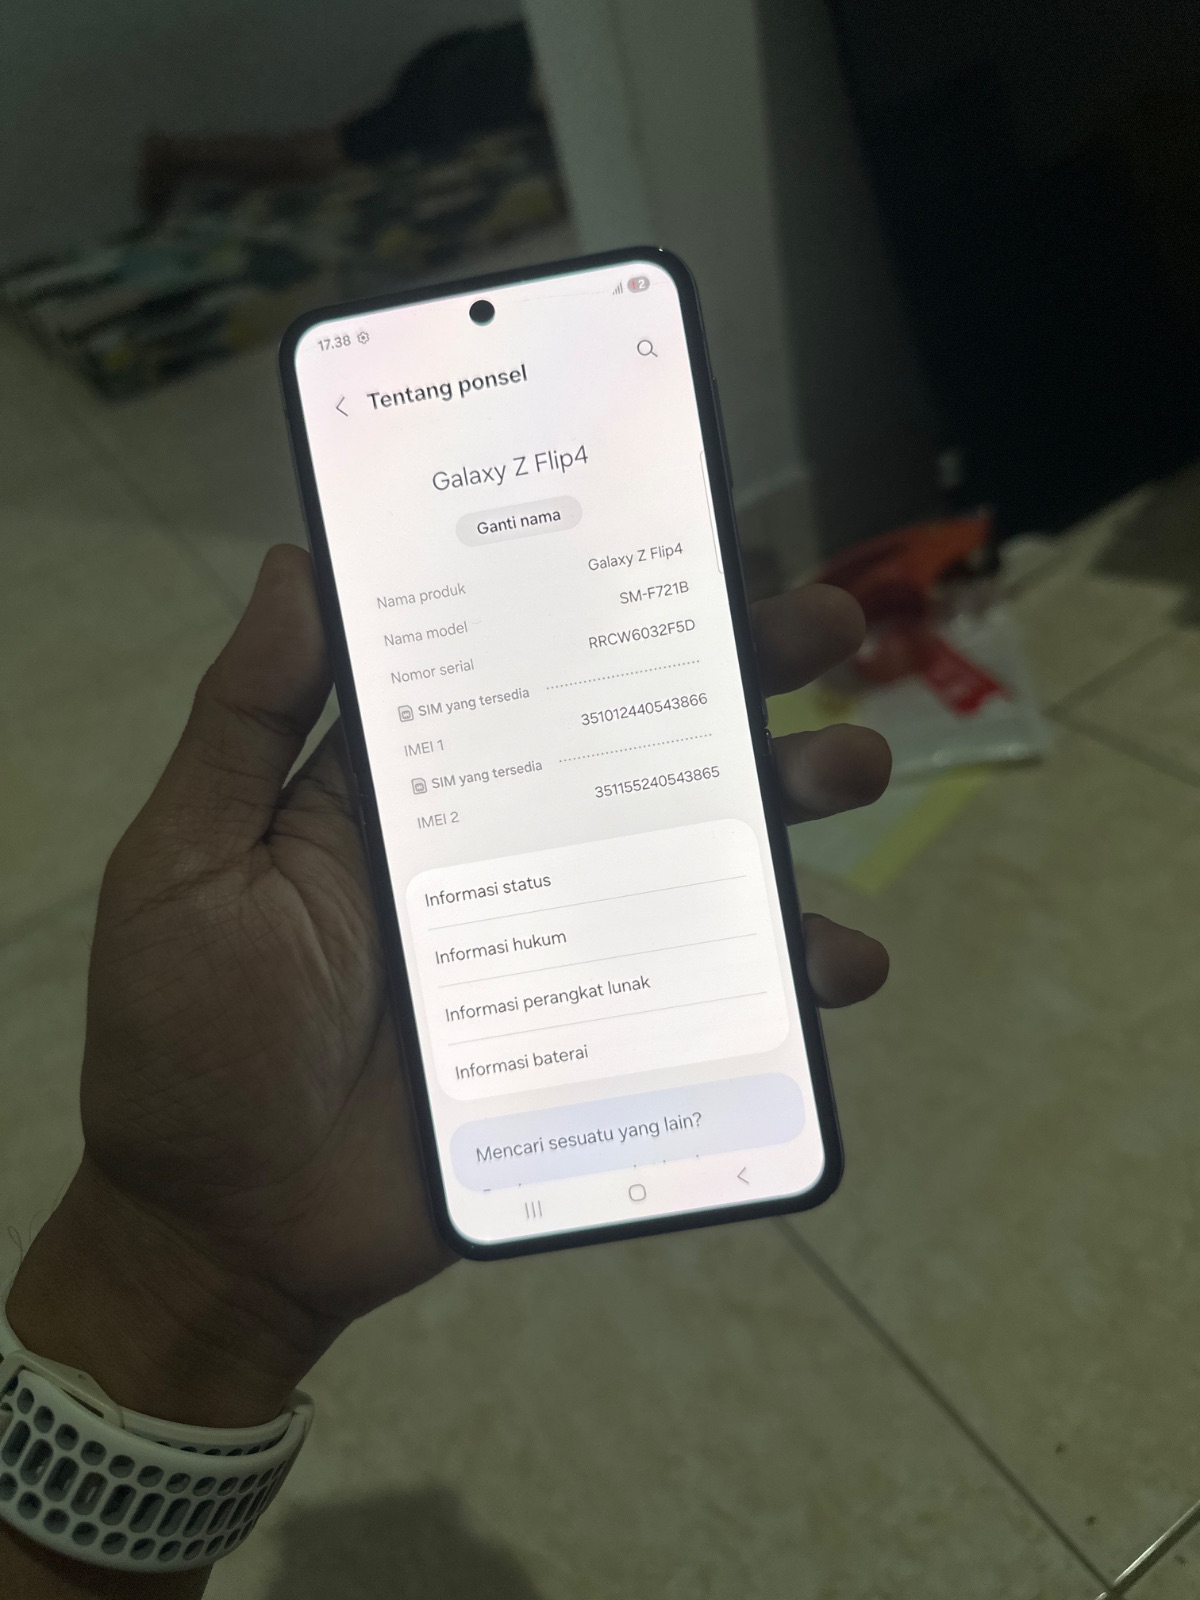 17.38
2
Tentang ponsel
Galaxy Z Flip4
Ganti nama
Nama produk Galaxy Z Flip4
Nama model SM-F721B
Nomor serial RRCW6032F5D
SIM yang tersedia
IMEI 1 351012440543866
SIM yang tersedia
IMEI 2 351155240543865
Informasi status
Informasi hukum
Informasi perangkat lunak
Informasi baterai
Mencari sesuatu yang lain?